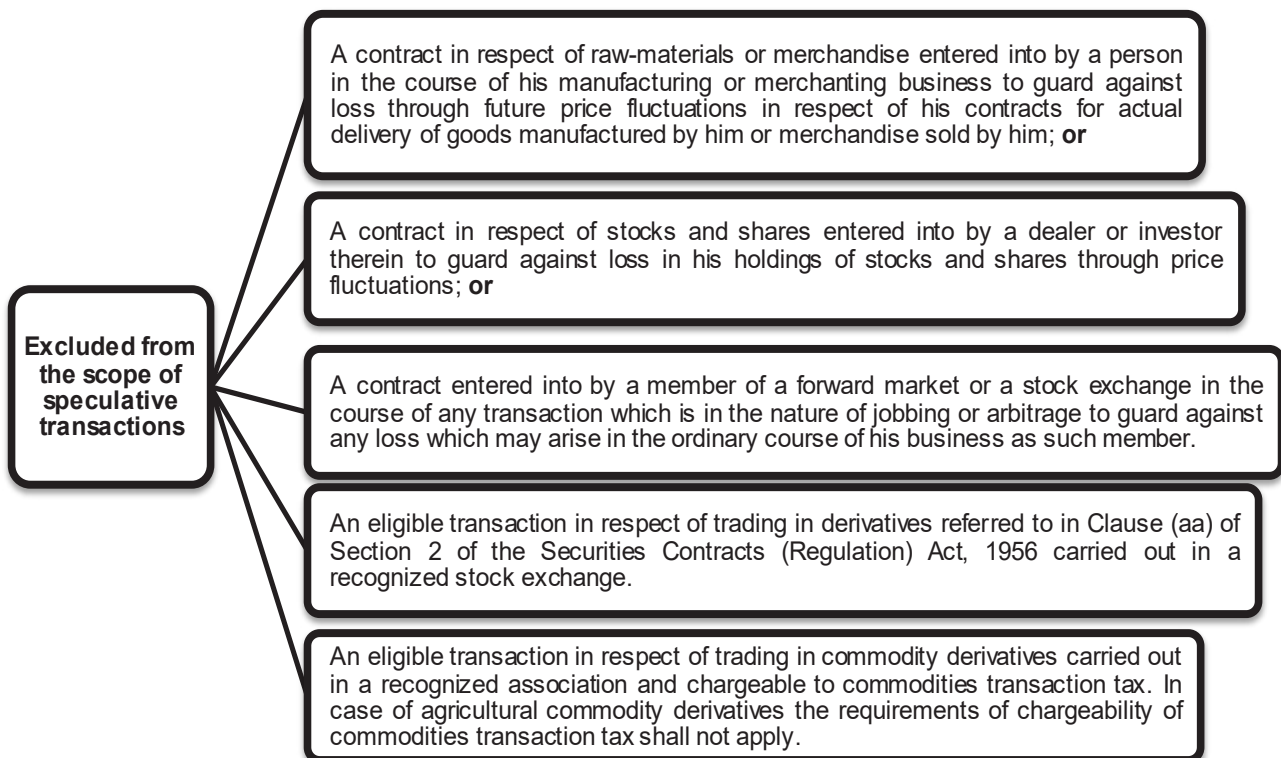 A contract in respect of raw-materials or merchandise entered into by a person
in the course of his manufacturing or merchanting business to guard against
loss through future price fluctuations in respect of his contracts for actual
delivery of goods manufactured by him or merchandise sold by him; or
A contract in respect of stocks and shares entered into by a dealer or investor
therein to guard against loss in his holdings of stocks and shares through price
fluctuations; or
Excluded from
the scope of
speculative
transactions
A contract entered into by a member of a forward market or a stock exchange in the
course of any transaction which is in the nature of jobbing or arbitrage to guard against
any loss which may arise in the ordinary course of his business as such member.
An eligible transaction in respect of trading in derivatives referred to in Clause (aa) of
Section 2 of the Securities Contracts (Regulation) Act, 1956 carried out in a
recognized stock exchange.
An eligible transaction in respect of trading in commodity derivatives carried out
in a recognized association and chargeable to commodities transaction tax. In
case of agricultural commodity derivatives the requirements of chargeability of
commodities transaction tax shall not apply.